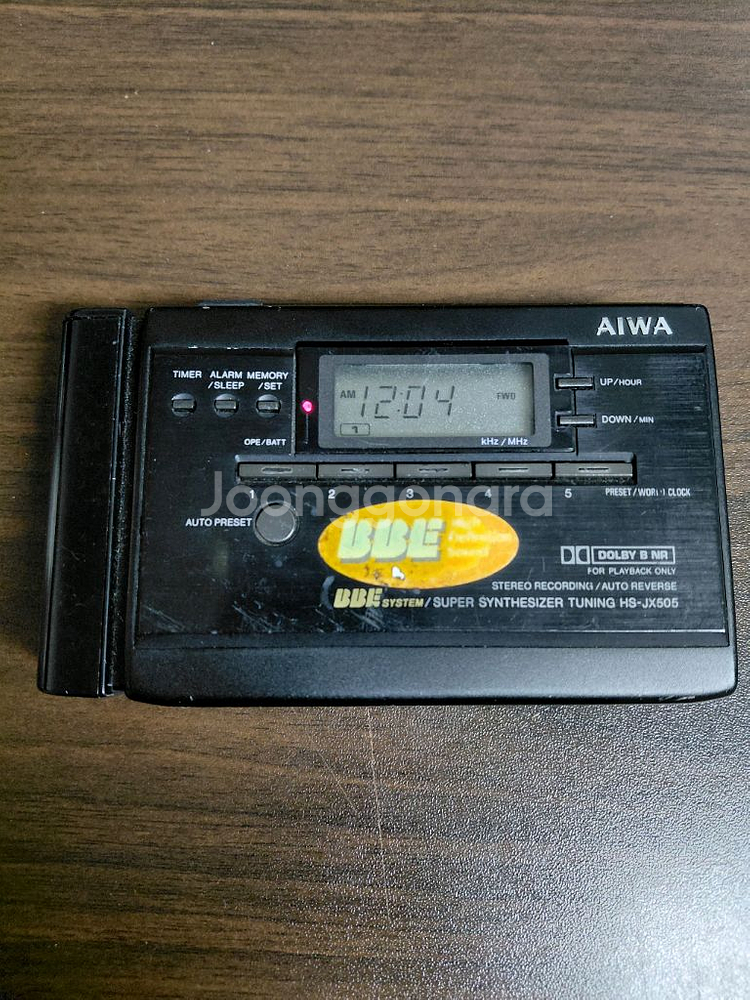 AIWA
TIMER
ALARM
/SLEEP
MEMORY
/SET
AM 12:04 FWD
1
UP/HOUR
DOWN/MIN
OPE/BATT
kHz/MHz
1 2 3 4 5 PRESET/WORLD CLOCK
Joonggonara
AUTO PRESET
BBE
DOLBY B NR
FOR PLAYBACK ONLY
STEREO RECORDING/AUTO REVERSE
BBE SYSTEM/SUPER SYNTHESIZER TUNING HS-JX505